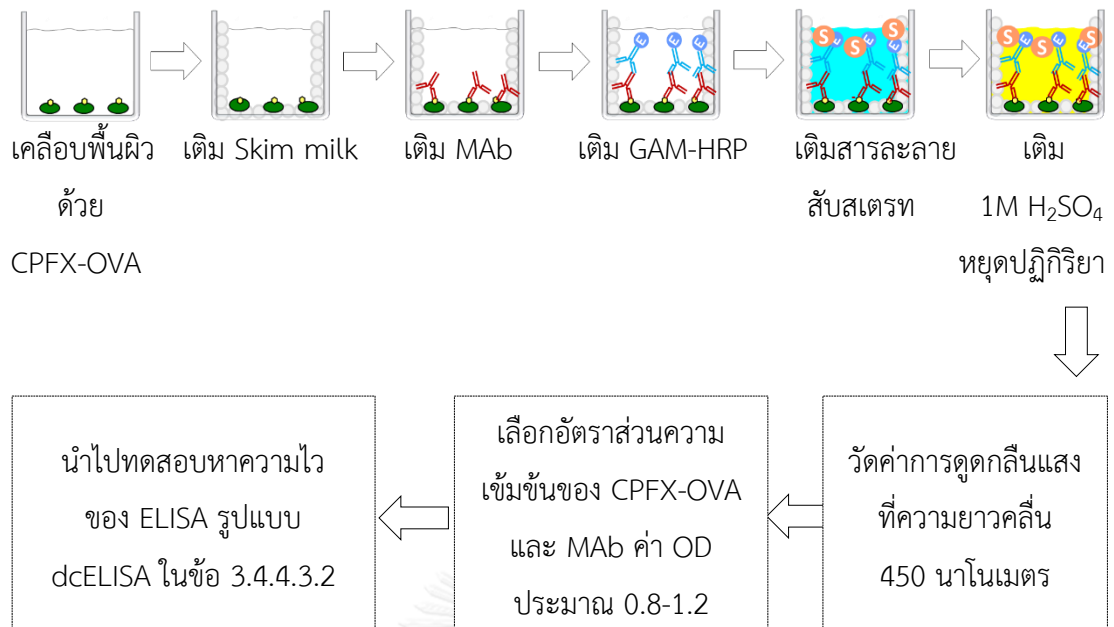 เคลือบพื้นผิว
ด้วย
CPFX-OVA
เติม Skim milk
เติม MAb
เติม GAM-HRP
เติมสารละลาย
สับสเตรท
เติม
1M H₂SO₄
หยุดปฏิกิริยา
E E E
S S S
E E E
S S S
E E E
วัดค่าการดูดกลืนแสง
ที่ความยาวคลื่น
450 นาโนเมตร
เลือกอัตราส่วนความ
เข้มข้นของ CPFX-OVA
และ MAb ค่า OD
ประมาณ 0.8-1.2
นำไปทดสอบหาความไว
ของ ELISA รูปแบบ
dcELISA ในข้อ 3.4.4.3.2